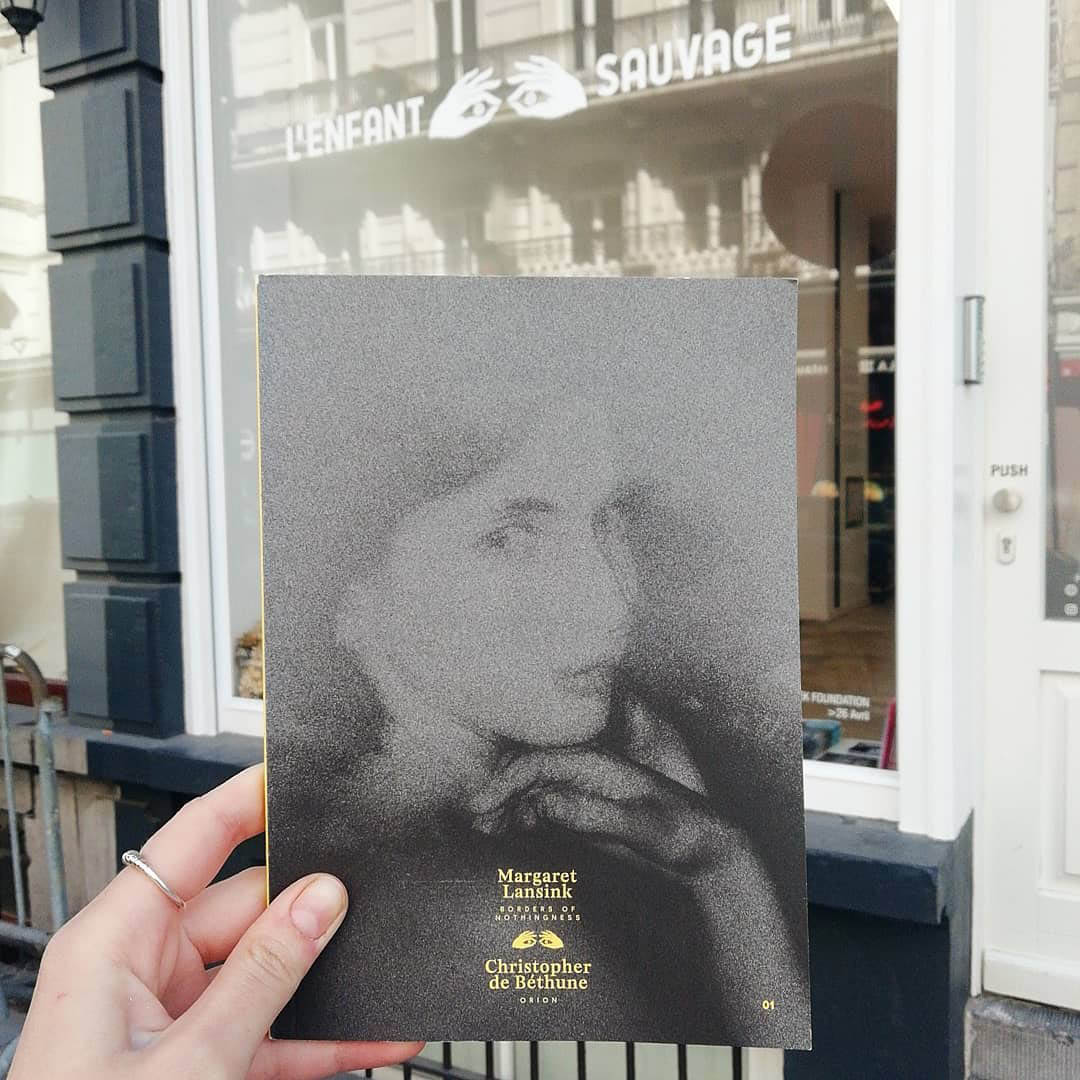 L'ENFANT SAUVAGE
PUSH
K FOUNDATION
>26 Avril
Margaret
Lansink
BORDERS OF
NOTHINGNESS
Christopher
de Béthune
ORION
01